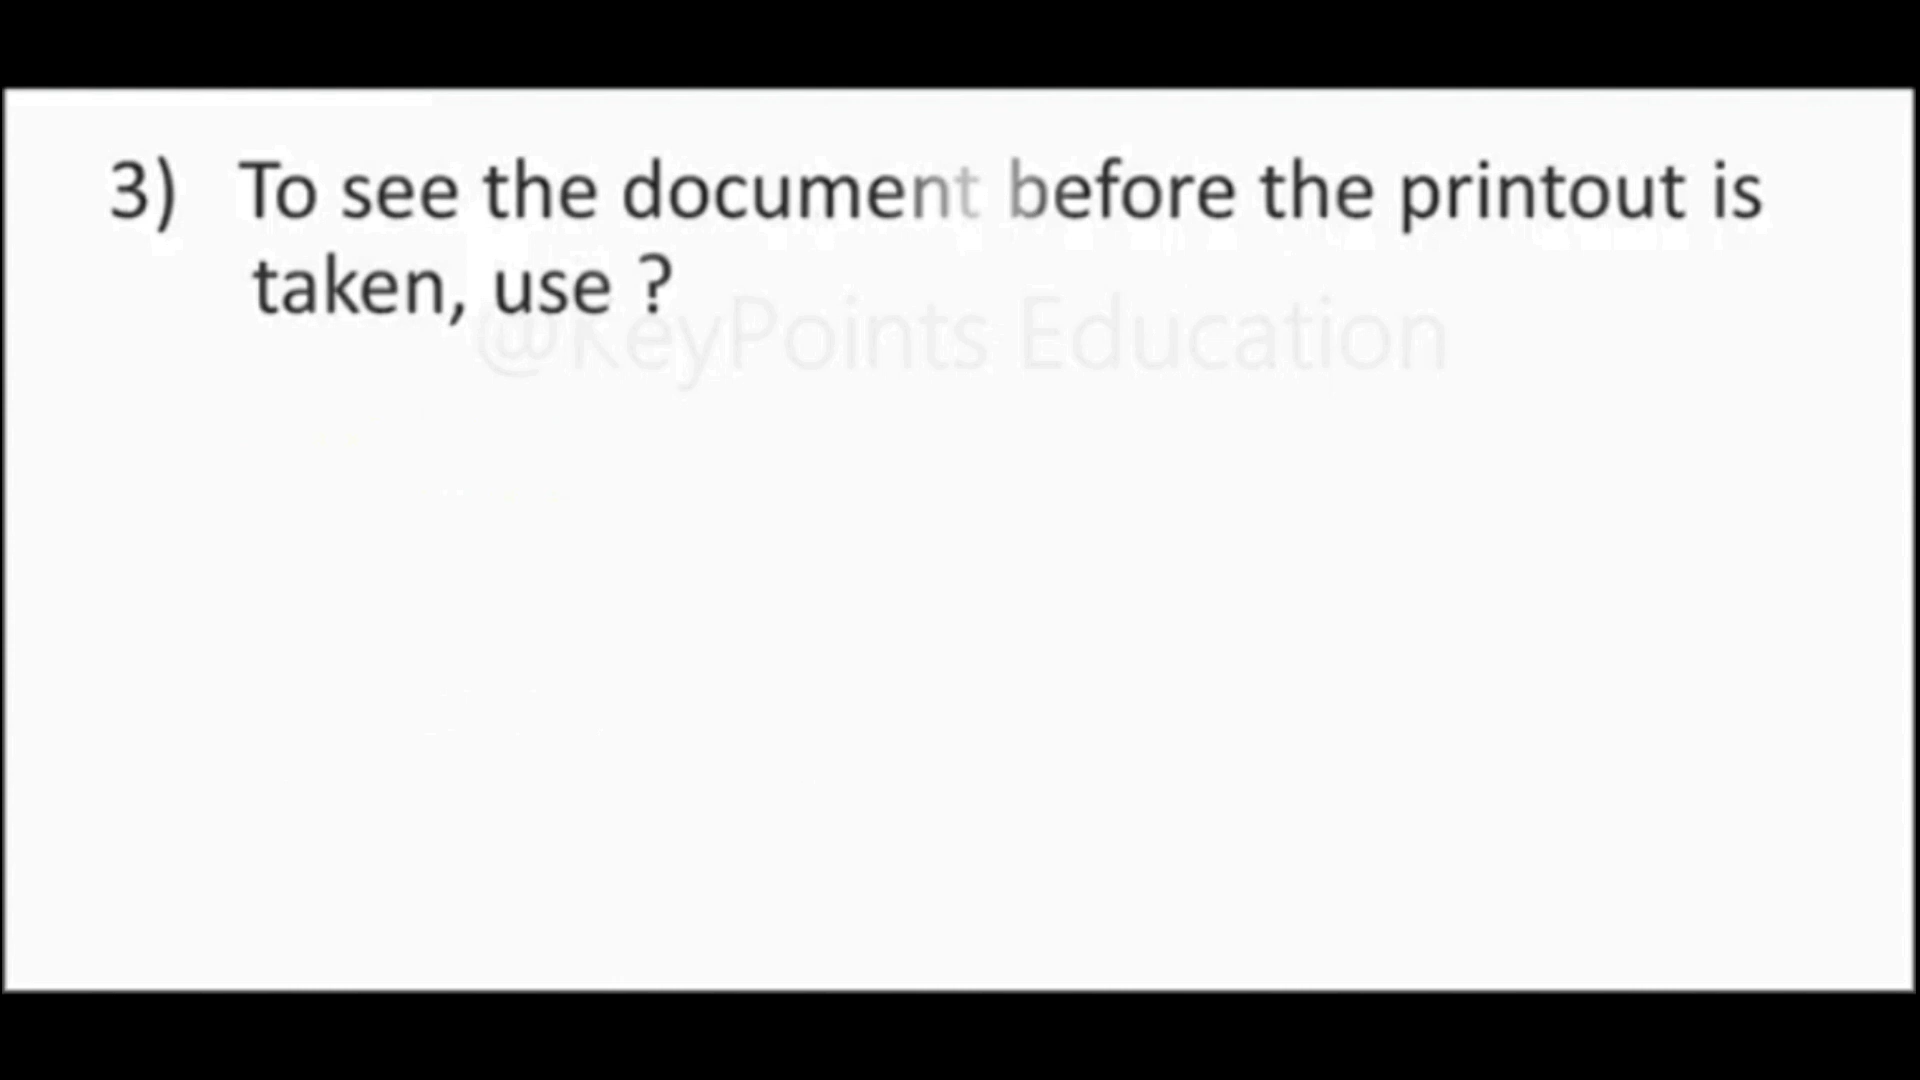 3) To see the document before the printout is
taken, use ?
@KeyPoints Education